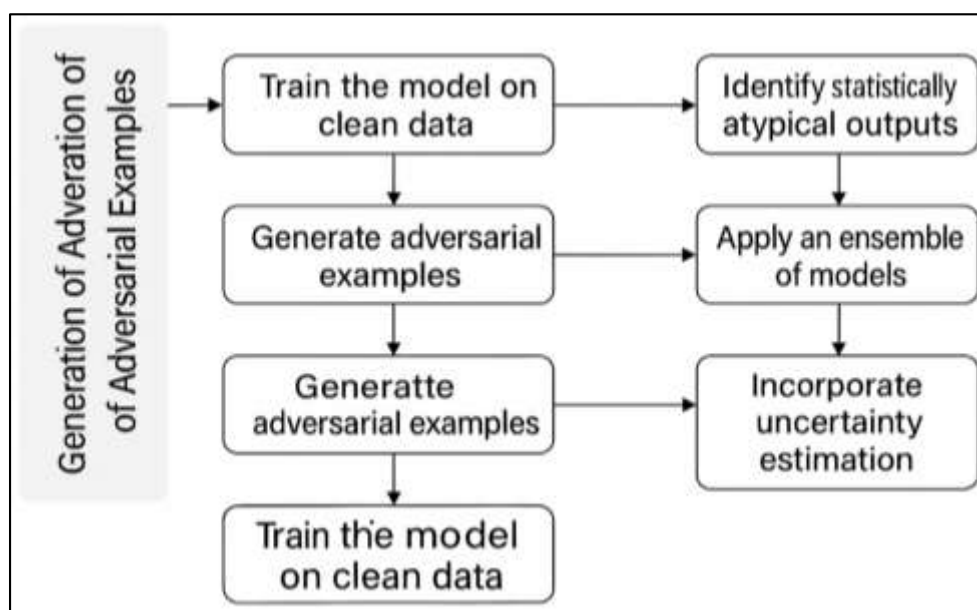 Generation of Adveration of
of Adversarial Examples
Train the model on
clean data
Identify statistically
atypical outputs
Generate adversarial
examples
Apply an ensemble
of models
Generatte
adversarial examples
Incorporate
uncertainty
estimation
Train the model
on clean data